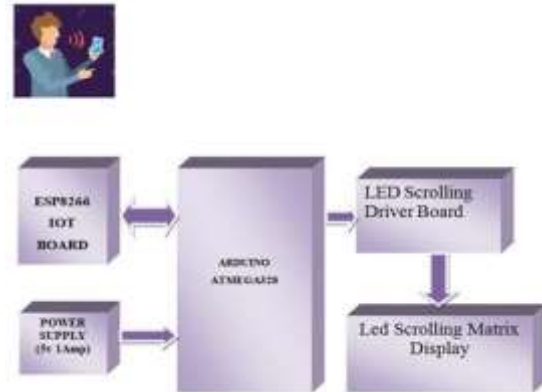 ESP8266
IOT
BOARD
POWER
SUPPLY
(5v 1Amp)
ARDUINO
ATMEGA328
LED Scrolling
Driver Board
Led Scrolling Matrix
Display